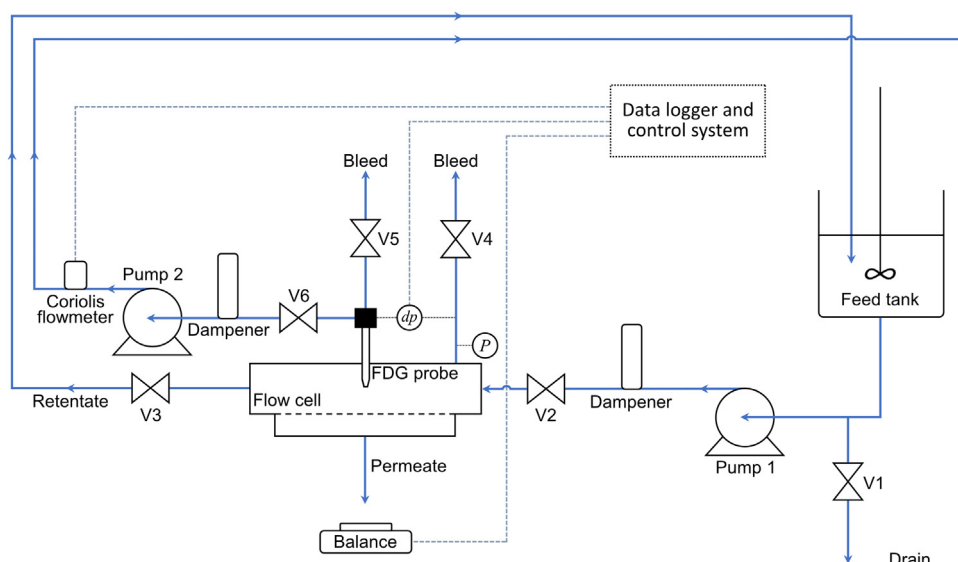 Data logger and
control system
Bleed
Bleed
V5
V4
Pump 2
V6
Coriolis
flowmeter
Dampener
dp
P
Feed tank
FDG probe
Flow cell
Retentate
V3
V2
Dampener
Pump 1
Permeate
V1
Balance
Drain